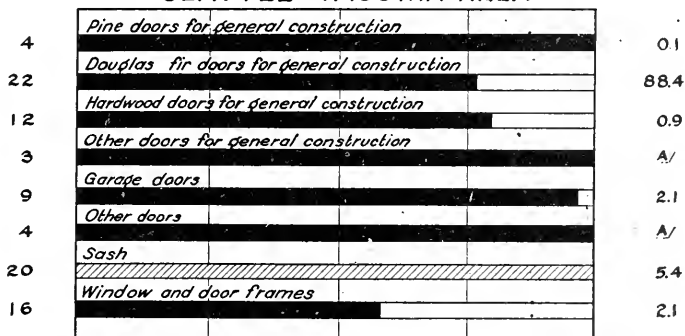 Pine doors for general construction
4 0.1
Douglas fir doors for general construction
22 88.4
Hardwood doors for general construction
12 0.9
Other doors for general construction
3 A/
Garage doors
9 2.1
Other doors
4 A/
Sash
20 5.4
Window and door frames
16 2.1